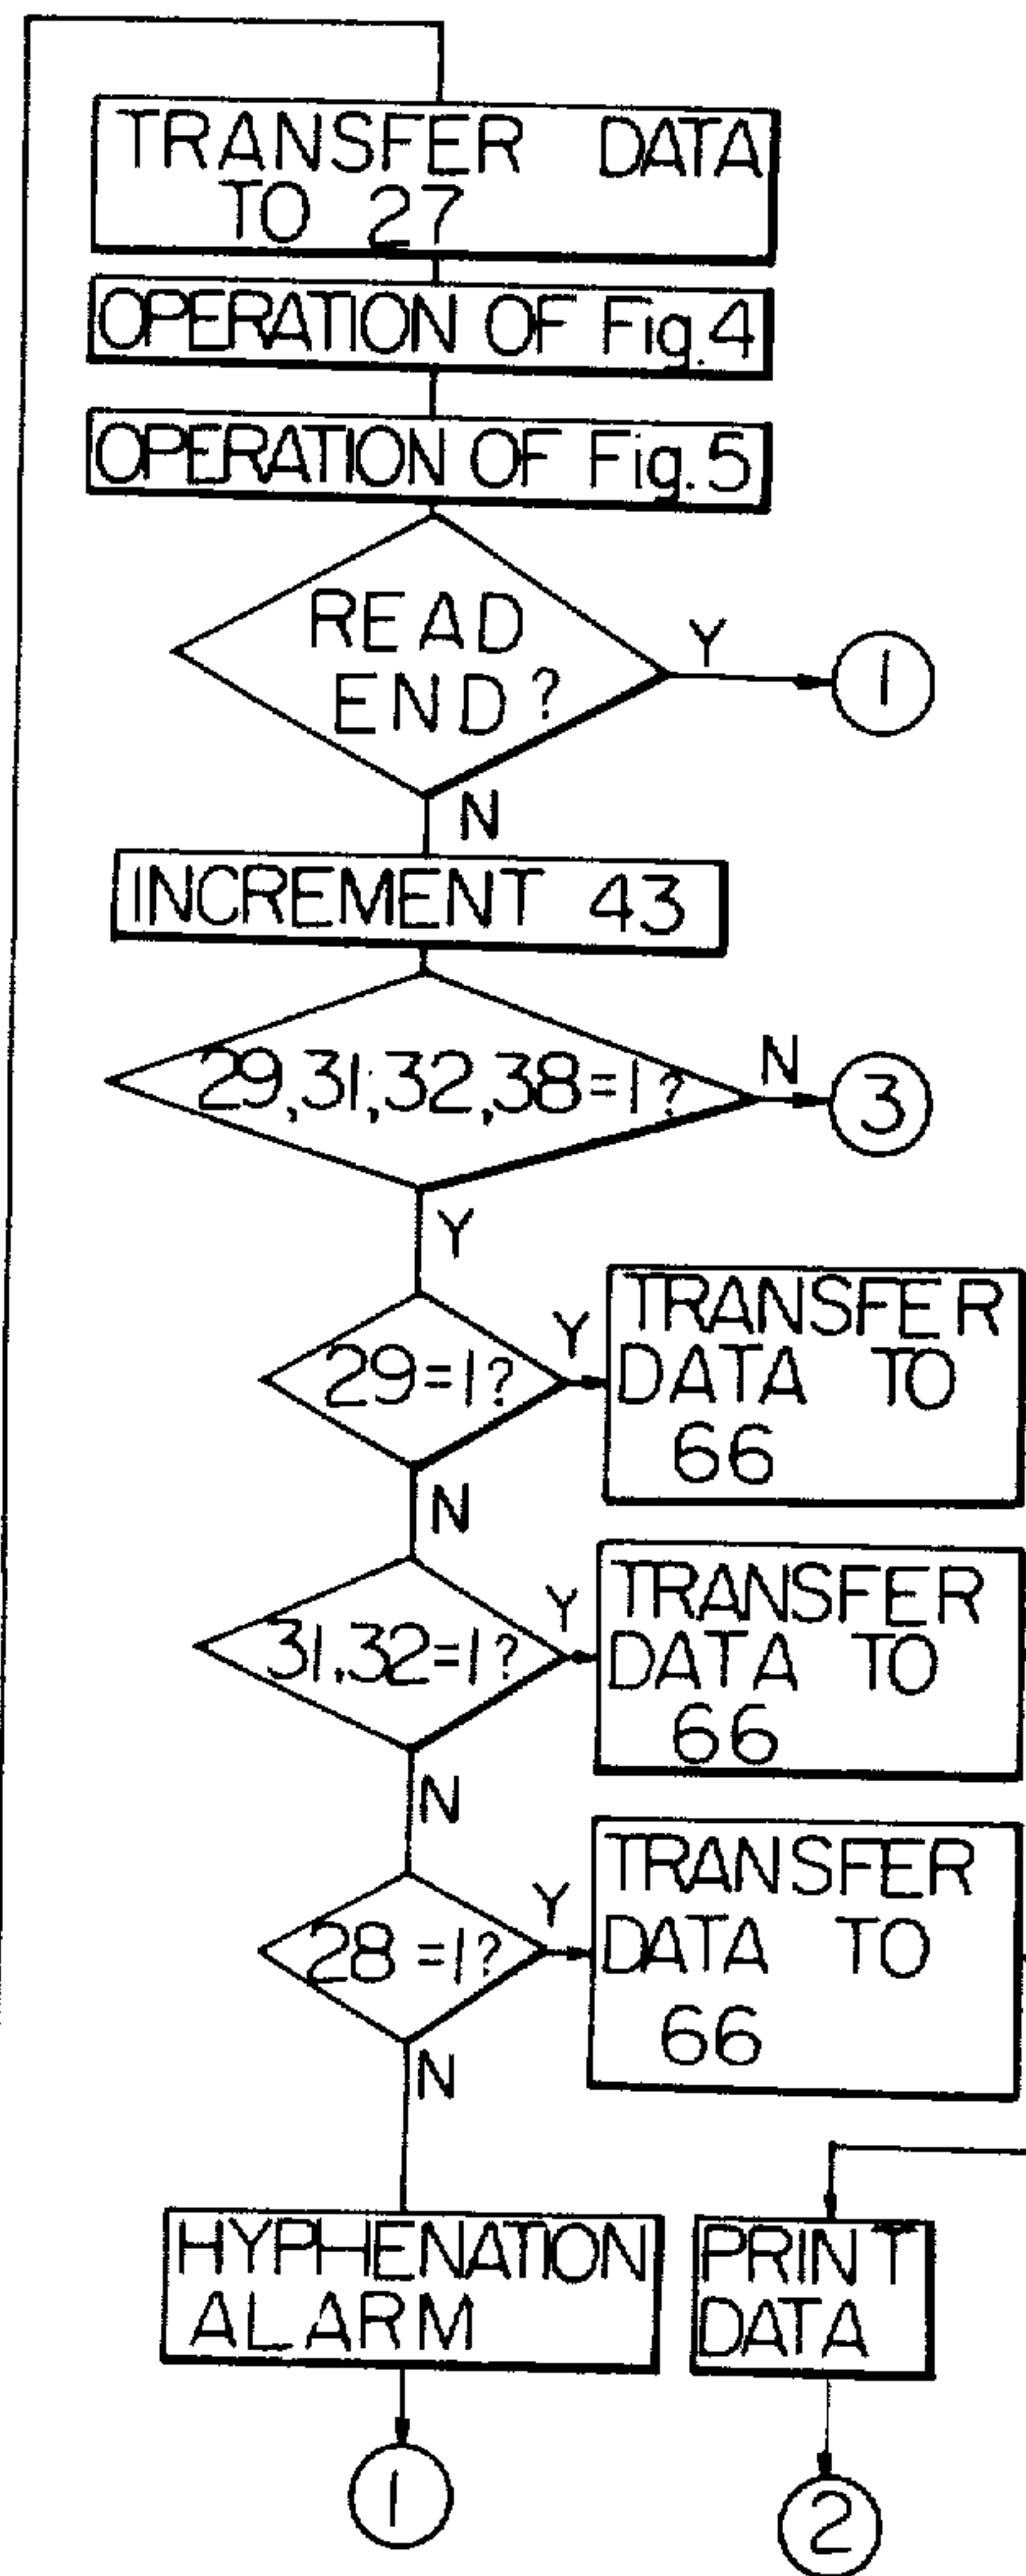 TRANSFER DATA
TO 27
OPERATION OF Fig.4
OPERATION OF Fig.5
READ
END?
Y
1
N
INCREMENT 43
29,31,32,38=1?
N
3
Y
29=1?
Y
TRANSFER
DATA TO
66
N
31,32=1?
Y
TRANSFER
DATA TO
66
N
28=1?
Y
TRANSFER
DATA TO
66
N
HYPHENATION
ALARM
PRINT
DATA
1
2